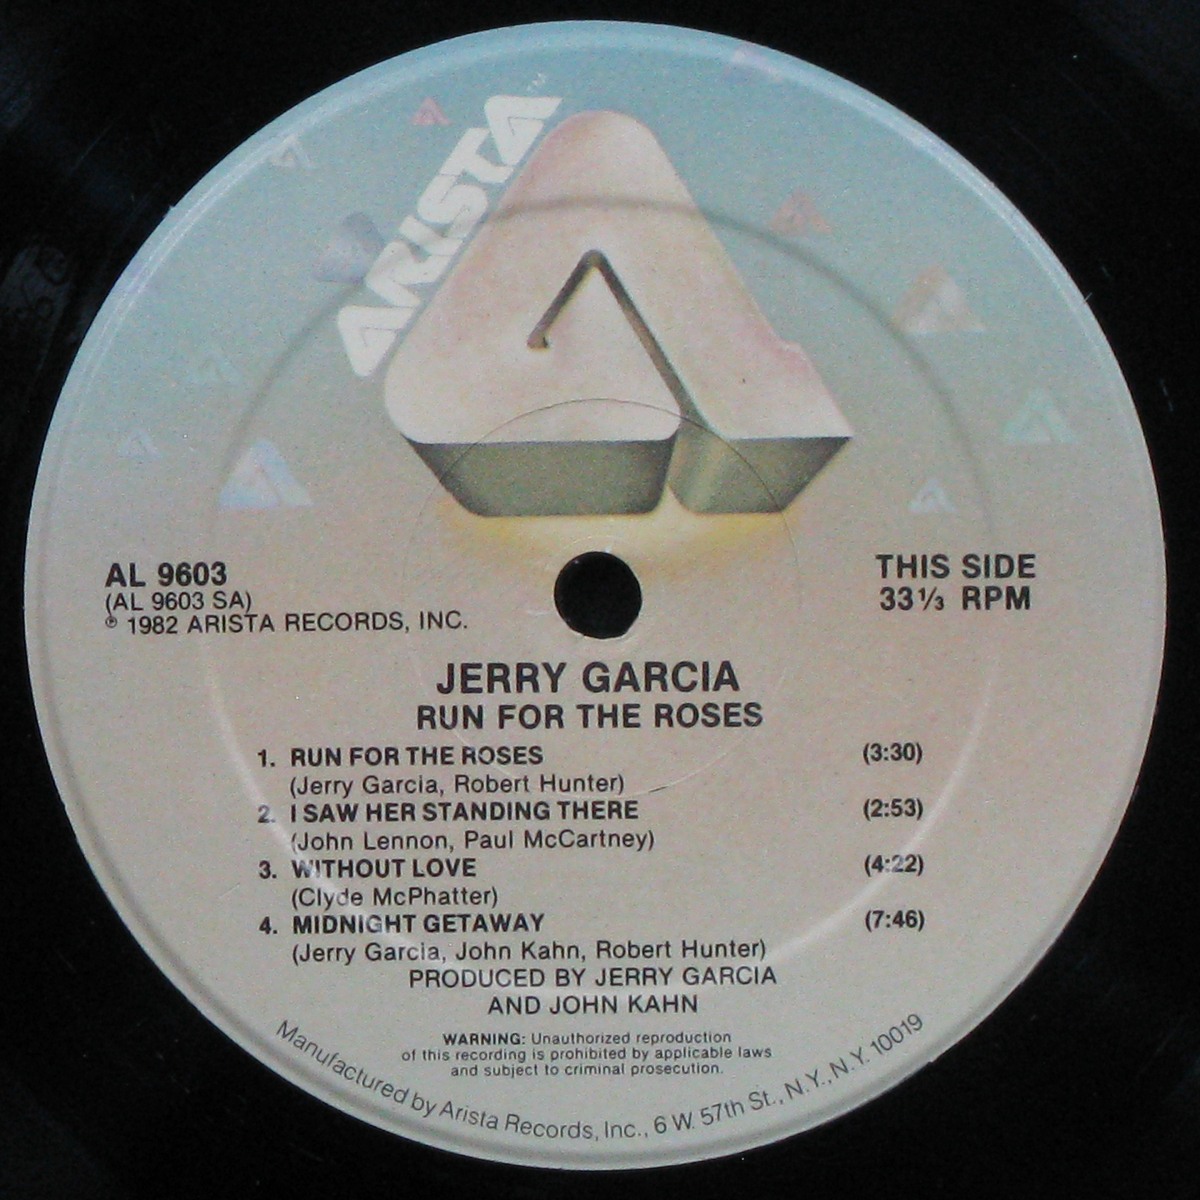 ARISTA™
AL 9603
(AL 9603 SA)
℗ 1982 ARISTA RECORDS, INC.
THIS SIDE
33⅓ RPM
JERRY GARCIA
RUN FOR THE ROSES
1. RUN FOR THE ROSES (3:30)
(Jerry Garcia, Robert Hunter)
2. I SAW HER STANDING THERE (2:53)
(John Lennon, Paul McCartney)
3. WITHOUT LOVE (4:22)
(Clyde McPhatter)
4. MIDNIGHT GETAWAY (7:46)
(Jerry Garcia, John Kahn, Robert Hunter)
PRODUCED BY JERRY GARCIA
AND JOHN KAHN
WARNING: Unauthorized reproduction
of this recording is prohibited by applicable laws
and subject to criminal prosecution.
Manufactured by Arista Records, Inc., 6 W. 57th St., N.Y., N.Y. 10019